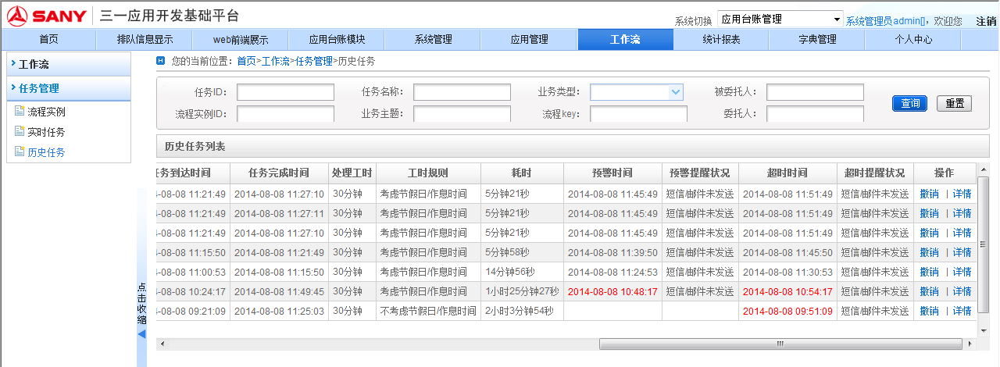 SANY 三一应用开发基础平台
系统切换 应用台账管理 系统管理员admin[]，欢迎您 注销
首页 排队信息显示 web前端展示 应用台账模块 系统管理 应用管理 工作流 统计报表 字典管理 个人中心
工作流
任务管理
流程实例
实时任务
历史任务
点击收缩
您的当前位置：首页>工作流>任务管理>历史任务
任务ID： 任务名称： 业务类型： 被委托人： 查询 重置
流程实例ID： 业务主题： 流程key： 委托人：
历史任务列表
任务到达时间 任务完成时间 处理工时 工时规则 耗时 预警时间 预警提醒状况 超时时间 超时提醒状况 操作
4-08-08 11:21:49 2014-08-08 11:27:10 30分钟 考虑节假日/作息时间 5分钟21秒 2014-08-08 11:45:49 短信/邮件未发送 2014-08-08 11:51:49 短信/邮件未发送 撤销 | 详情
4-08-08 11:21:49 2014-08-08 11:27:11 30分钟 考虑节假日/作息时间 5分钟21秒 2014-08-08 11:45:49 短信/邮件未发送 2014-08-08 11:51:49 短信/邮件未发送 撤销 | 详情
4-08-08 11:21:49 2014-08-08 11:27:10 30分钟 考虑节假日/作息时间 5分钟21秒 2014-08-08 11:45:49 短信/邮件未发送 2014-08-08 11:51:49 短信/邮件未发送 撤销 | 详情
4-08-08 11:15:50 2014-08-08 11:21:49 30分钟 考虑节假日/作息时间 5分钟58秒 2014-08-08 11:39:50 短信/邮件未发送 2014-08-08 11:45:50 短信/邮件未发送 撤销 | 详情
4-08-08 11:00:53 2014-08-08 11:15:50 30分钟 考虑节假日/作息时间 14分钟56秒 2014-08-08 11:24:53 短信/邮件未发送 2014-08-08 11:30:53 短信/邮件未发送 撤销 | 详情
4-08-08 10:24:17 2014-08-08 11:49:45 30分钟 考虑节假日/作息时间 1小时25分钟27秒 2014-08-08 10:48:17 短信/邮件未发送 2014-08-08 10:54:17 短信/邮件未发送 撤销 | 详情
4-08-08 09:21:09 2014-08-08 11:25:03 30分钟 不考虑节假日/作息时间 2小时3分钟54秒 2014-08-08 09:51:09 短信/邮件未发送 撤销 | 详情